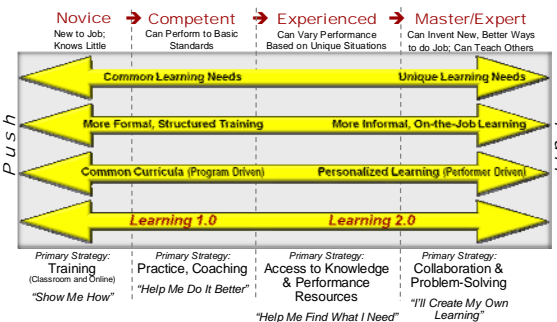 Novice → Competent → Experienced → Master/Expert
New to Job;
Knows Little
Can Perform to Basic
Standards
Can Vary Performance
Based on Unique Situations
Can Invent New, Better Ways
to do Job; Can Teach Others
Push
Common Learning Needs
Unique Learning Needs
More Formal, Structured Training
More Informal, On-the-Job Learning
Common Curricula (Program Driven)
Personalized Learning (Performer Driven)
Learning 1.0
Learning 2.0
Primary Strategy:
Training
(Classroom and Online)
“Show Me How”
Primary Strategy:
Practice, Coaching
“Help Me Do It Better”
Primary Strategy:
Access to Knowledge
& Performance
Resources
“Help Me Find What I Need”
Primary Strategy:
Collaboration &
Problem-Solving
“I’ll Create My Own
Learning”